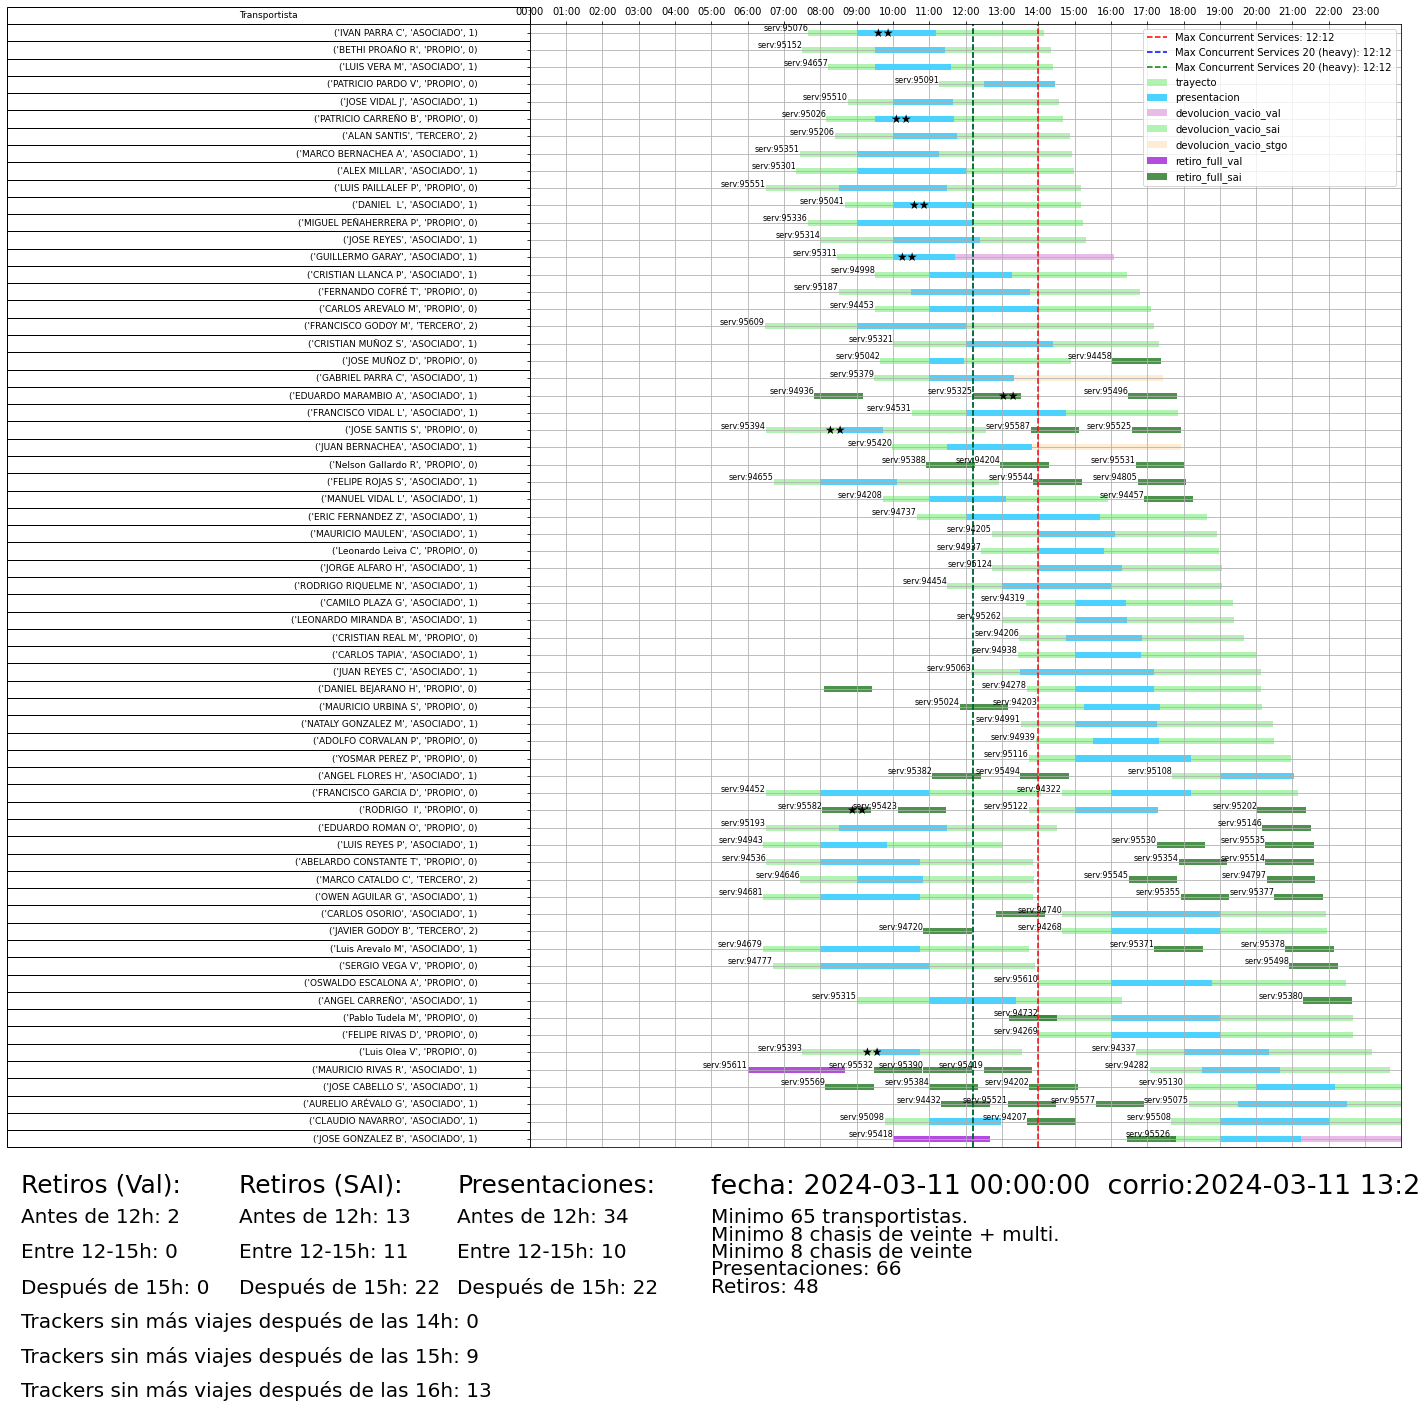 Transportista
00:00 01:00 02:00 03:00 04:00 05:00 06:00 07:00 08:00 09:00 10:00 11:00 12:00 13:00 14:00 15:00 16:00 17:00 18:00 19:00 20:00 21:00 22:00 23:00
Max Concurrent Services: 12:12
Max Concurrent Services 20 (heavy): 12:12
Max Concurrent Services 20 (heavy): 12:12
trayecto
presentacion
devolucion_vacio_val
devolucion_vacio_sai
devolucion_vacio_stgo
retiro_full_val
retiro_full_sai
('IVAN PARRA C', 'ASOCIADO', 1) serv:95076
('BETHI PROAÑO R', 'PROPIO', 0) serv:95152
('LUIS VERA M', 'ASOCIADO', 1) serv:94657
('PATRICIO PARDO V', 'PROPIO', 0) serv:95091
('JOSE VIDAL J', 'ASOCIADO', 1) serv:95510
('PATRICIO CARREÑO B', 'PROPIO', 0) serv:95026
('ALAN SANTIS', 'TERCERO', 2) serv:95206
('MARCO BERNACHEA A', 'ASOCIADO', 1) serv:95351
('ALEX MILLAR', 'ASOCIADO', 1) serv:95301
('LUIS PAILLALEF P', 'PROPIO', 0) serv:95551
('DANIEL  L', 'ASOCIADO', 1) serv:95041
('MIGUEL PEÑAHERRERA P', 'PROPIO', 0) serv:95336
('JOSE REYES', 'ASOCIADO', 1) serv:95314
('GUILLERMO GARAY', 'ASOCIADO', 1) serv:95311
('CRISTIAN LLANCA P', 'ASOCIADO', 1) serv:94998
('FERNANDO COFRÉ T', 'PROPIO', 0) serv:95187
('CARLOS AREVALO M', 'PROPIO', 0) serv:94453
('FRANCISCO GODOY M', 'TERCERO', 2) serv:95609
('CRISTIAN MUÑOZ S', 'ASOCIADO', 1) serv:95321
('JOSE MUÑOZ D', 'PROPIO', 0) serv:95042 serv:94458
('GABRIEL PARRA C', 'ASOCIADO', 1) serv:95379
('EDUARDO MARAMBIO A', 'ASOCIADO', 1) serv:94936 serv:95325 serv:95496
('FRANCISCO VIDAL L', 'ASOCIADO', 1) serv:94531
('JOSE SANTIS S', 'PROPIO', 0) serv:95394 serv:95587 serv:95525
('JUAN BERNACHEA', 'ASOCIADO', 1) serv:95420
('Nelson Gallardo R', 'PROPIO', 0) serv:95388 serv:94204 serv:95531
('FELIPE ROJAS S', 'ASOCIADO', 1) serv:94655 serv:95544 serv:94805
('MANUEL VIDAL L', 'ASOCIADO', 1) serv:94208 serv:94457
('ERIC FERNANDEZ Z', 'ASOCIADO', 1) serv:94737
('MAURICIO MAULEN', 'ASOCIADO', 1) serv:94205
('Leonardo Leiva C', 'PROPIO', 0) serv:94937
('JORGE ALFARO H', 'ASOCIADO', 1) serv:95124
('RODRIGO RIQUELME N', 'ASOCIADO', 1) serv:94454
('CAMILO PLAZA G', 'ASOCIADO', 1) serv:94319
('LEONARDO MIRANDA B', 'ASOCIADO', 1) serv:95262
('CRISTIAN REAL M', 'PROPIO', 0) serv:94206
('CARLOS TAPIA', 'ASOCIADO', 1) serv:94938
('JUAN REYES C', 'ASOCIADO', 1) serv:95063
('DANIEL BEJARANO H', 'PROPIO', 0) serv:94278
('MAURICIO URBINA S', 'PROPIO', 0) serv:95024 serv:94203
('NATALY GONZALEZ M', 'ASOCIADO', 1) serv:94991
('ADOLFO CORVALAN P', 'PROPIO', 0) serv:94939
('YOSMAR PEREZ P', 'PROPIO', 0) serv:95116
('ANGEL FLORES H', 'ASOCIADO', 1) serv:95382 serv:95494 serv:95108
('FRANCISCO GARCIA D', 'PROPIO', 0) serv:94452 serv:94322
('RODRIGO  I', 'PROPIO', 0) serv:95582 serv:95423 serv:95122 serv:95202
('EDUARDO ROMAN O', 'PROPIO', 0) serv:95193 serv:95146
('LUIS REYES P', 'ASOCIADO', 1) serv:94943 serv:95530 serv:95535
('ABELARDO CONSTANTE T', 'PROPIO', 0) serv:94536 serv:95354 serv:95514
('MARCO CATALDO C', 'TERCERO', 2) serv:94646 serv:95545 serv:94797
('OWEN AGUILAR G', 'ASOCIADO', 1) serv:94681 serv:95355 serv:95377
('CARLOS OSORIO', 'ASOCIADO', 1) serv:94740
('JAVIER GODOY B', 'TERCERO', 2) serv:94720 serv:94268
('Luis Arevalo M', 'ASOCIADO', 1) serv:94679 serv:95371 serv:95378
('SERGIO VEGA V', 'PROPIO', 0) serv:94777 serv:95498
('OSWALDO ESCALONA A', 'PROPIO', 0) serv:95610
('ANGEL CARREÑO', 'ASOCIADO', 1) serv:95315 serv:95380
('Pablo Tudela M', 'PROPIO', 0) serv:94732
('FELIPE RIVAS D', 'PROPIO', 0) serv:94269
('Luis Olea V', 'PROPIO', 0) serv:95393 serv:94337
('MAURICIO RIVAS R', 'ASOCIADO', 1) serv:95611 serv:95532 serv:95390 serv:95419 serv:94282
('JOSE CABELLO S', 'ASOCIADO', 1) serv:95569 serv:95384 serv:94202 serv:95130
('AURELIO ARÉVALO G', 'ASOCIADO', 1) serv:94432 serv:95521 serv:95577 serv:95075
('CLAUDIO NAVARRO', 'ASOCIADO', 1) serv:95098 serv:94207 serv:95508
('JOSE GONZALEZ B', 'ASOCIADO', 1) serv:95418 serv:95526
Retiros (Val): Retiros (SAI): Presentaciones: fecha: 2024-03-11 00:00:00  corrio:2024-03-11 13:2
Antes de 12h: 2 Antes de 12h: 13 Antes de 12h: 34 Minimo 65 transportistas.
Minimo 8 chasis de veinte + multi.
Entre 12-15h: 0 Entre 12-15h: 11 Entre 12-15h: 10 Minimo 8 chasis de veinte
Presentaciones: 66
Después de 15h: 0 Después de 15h: 22 Después de 15h: 22 Retiros: 48
Trackers sin más viajes después de las 14h: 0
Trackers sin más viajes después de las 15h: 9
Trackers sin más viajes después de las 16h: 13